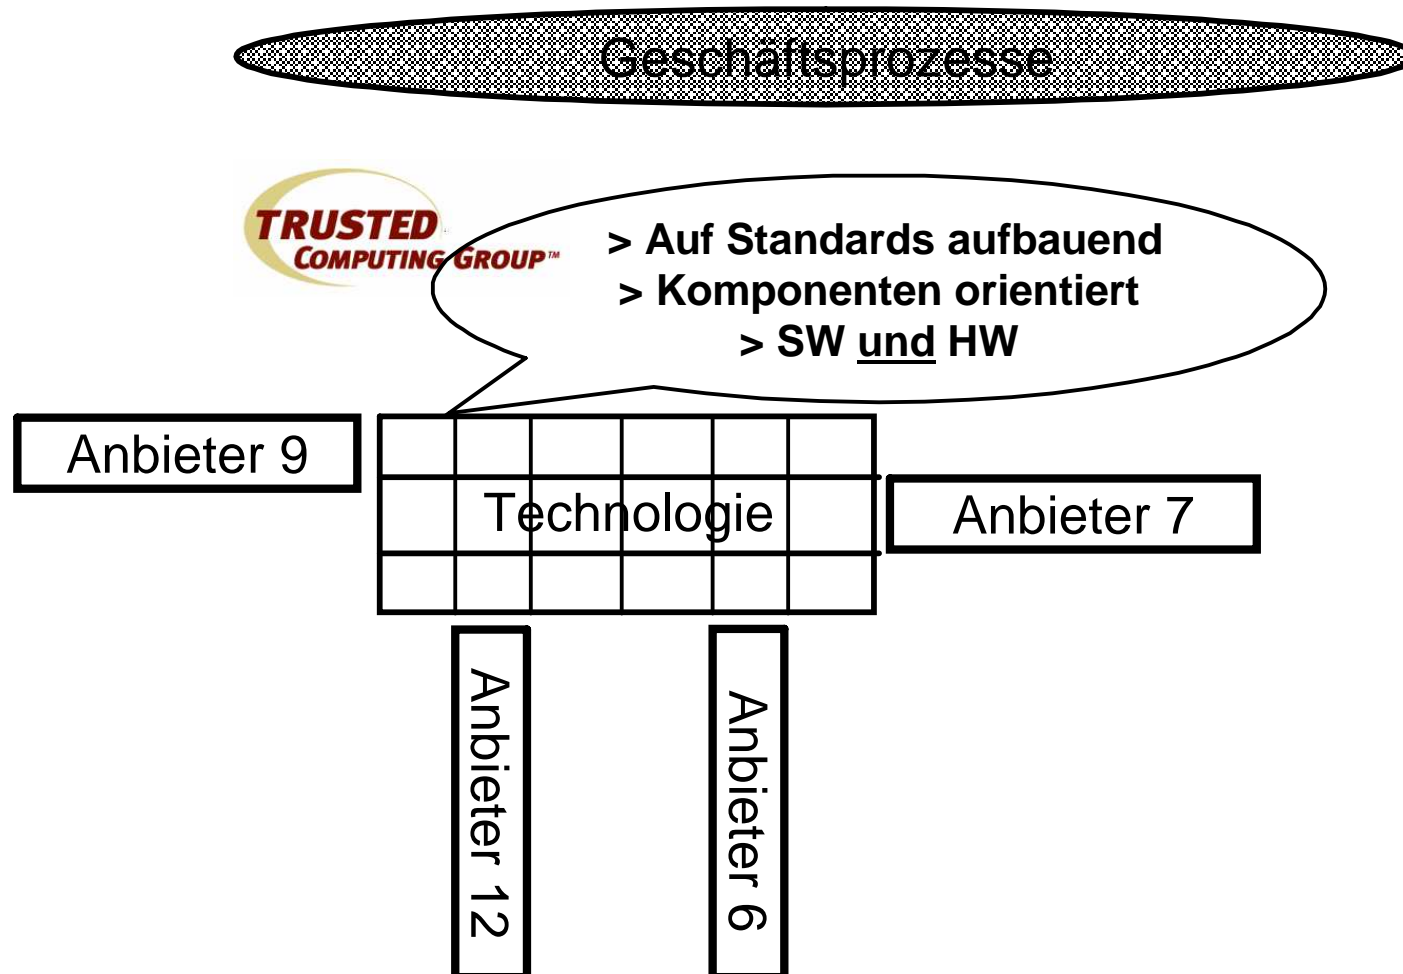 Geschäftsprozesse
TRUSTED
COMPUTING GROUP™
> Auf Standards aufbauend
> Komponenten orientiert
> SW und HW
Anbieter 9
Technologie
Anbieter 7
Anbieter 12
Anbieter 6